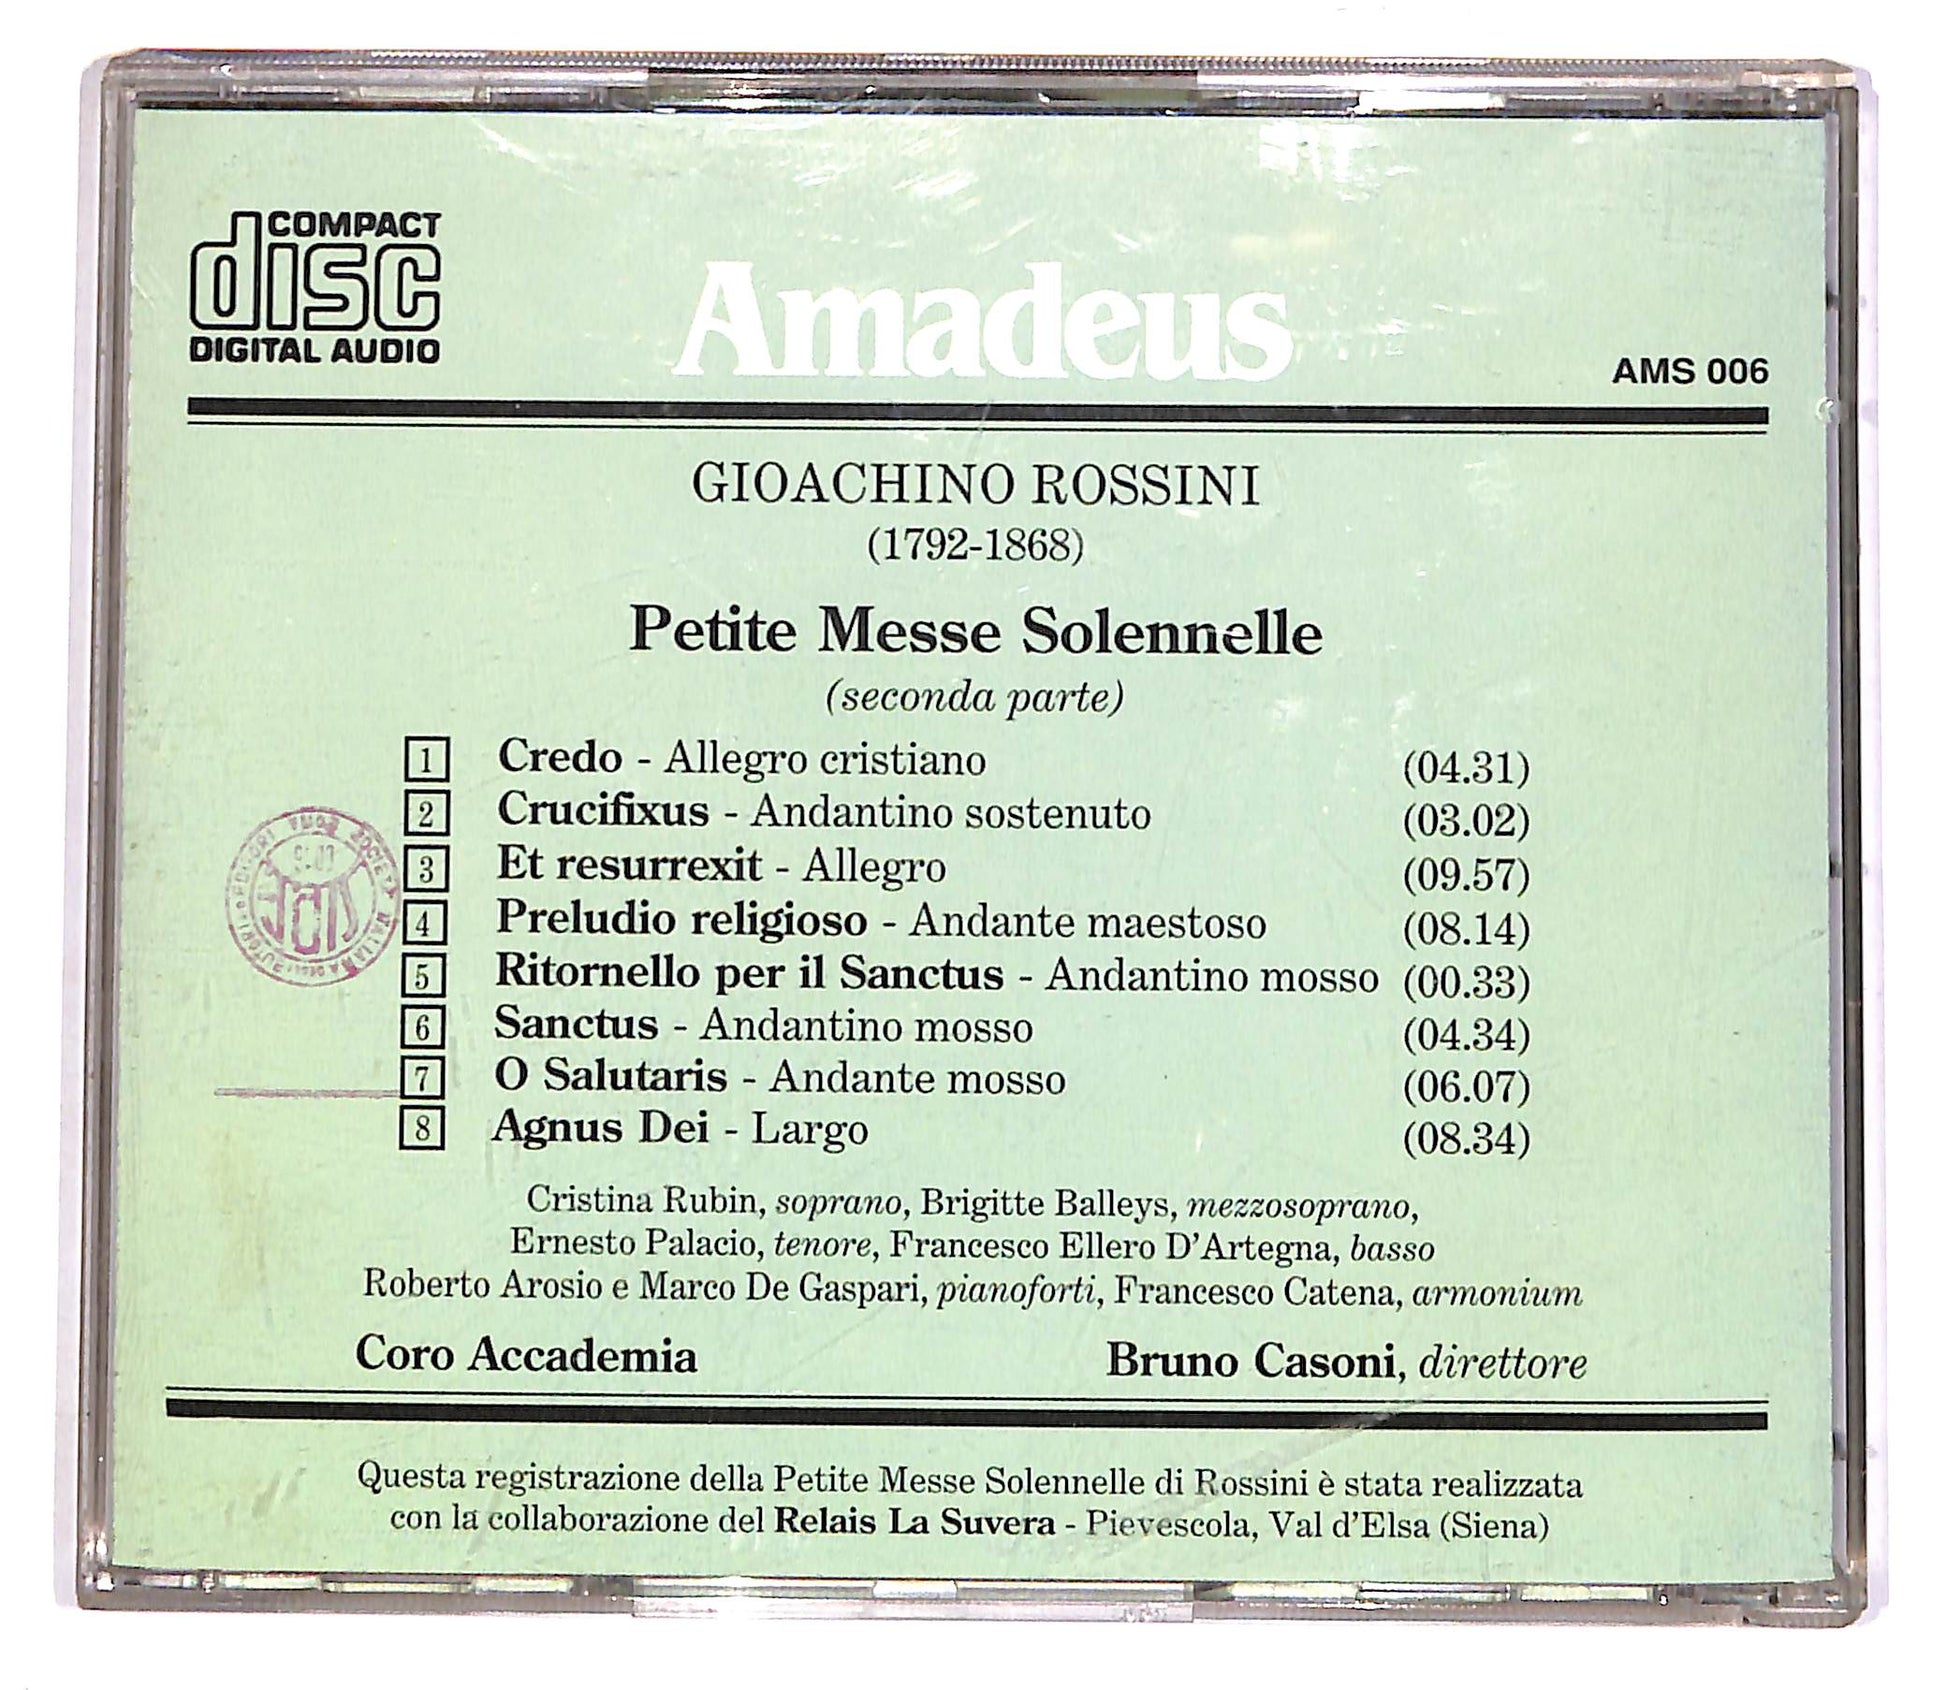 COMPACT
disc
DIGITAL AUDIO
Amadeus
AMS 006
GIOACHINO ROSSINI
(1792-1868)
Petite Messe Solennelle
(seconda parte)
1 Credo - Allegro cristiano (04.31)
2 Crucifixus - Andantino sostenuto (03.02)
3 Et resurrexit - Allegro (09.57)
4 Preludio religioso - Andante maestoso (08.14)
5 Ritornello per il Sanctus - Andantino mosso (00.33)
6 Sanctus - Andantino mosso (04.34)
7 O Salutaris - Andante mosso (06.07)
8 Agnus Dei - Largo (08.34)
Cristina Rubin, soprano, Brigitte Balleys, mezzosoprano,
Ernesto Palacio, tenore, Francesco Ellero D'Artegna, basso
Roberto Arosio e Marco De Gaspari, pianoforti, Francesco Catena, armonium
Coro Accademia
Bruno Casoni, direttore
Questa registrazione della Petite Messe Solennelle di Rossini è stata realizzata
con la collaborazione del Relais La Suvera - Pievescola, Val d'Elsa (Siena)